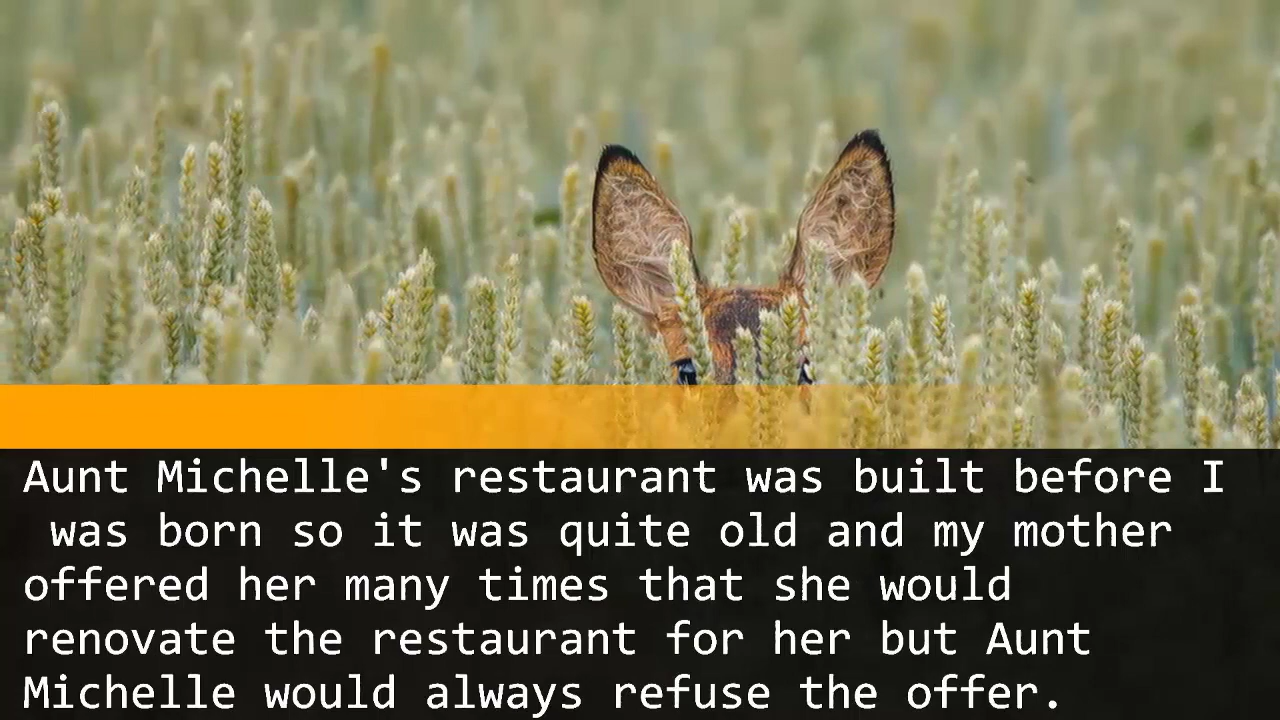 Aunt Michelle's restaurant was built before I
was born so it was quite old and my mother
offered her many times that she would
renovate the restaurant for her but Aunt
Michelle would always refuse the offer.